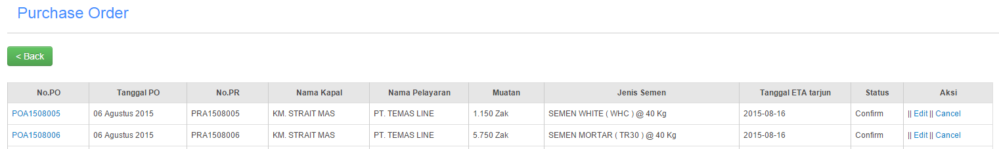 Purchase Order
< Back
No.PO Tanggal PO No.PR Nama Kapal Nama Pelayaran Muatan Jenis Semen Tanggal ETA tarjun Status Aksi
POA1508005 06 Agustus 2015 PRA1508005 KM. STRAIT MAS PT. TEMAS LINE 1.150 Zak SEMEN WHITE ( WHC ) @ 40 Kg 2015-08-16 Confirm || Edit || Cancel
POA1508006 06 Agustus 2015 PRA1508006 KM. STRAIT MAS PT. TEMAS LINE 5.750 Zak SEMEN MORTAR ( TR30 ) @ 40 Kg 2015-08-16 Confirm || Edit || Cancel